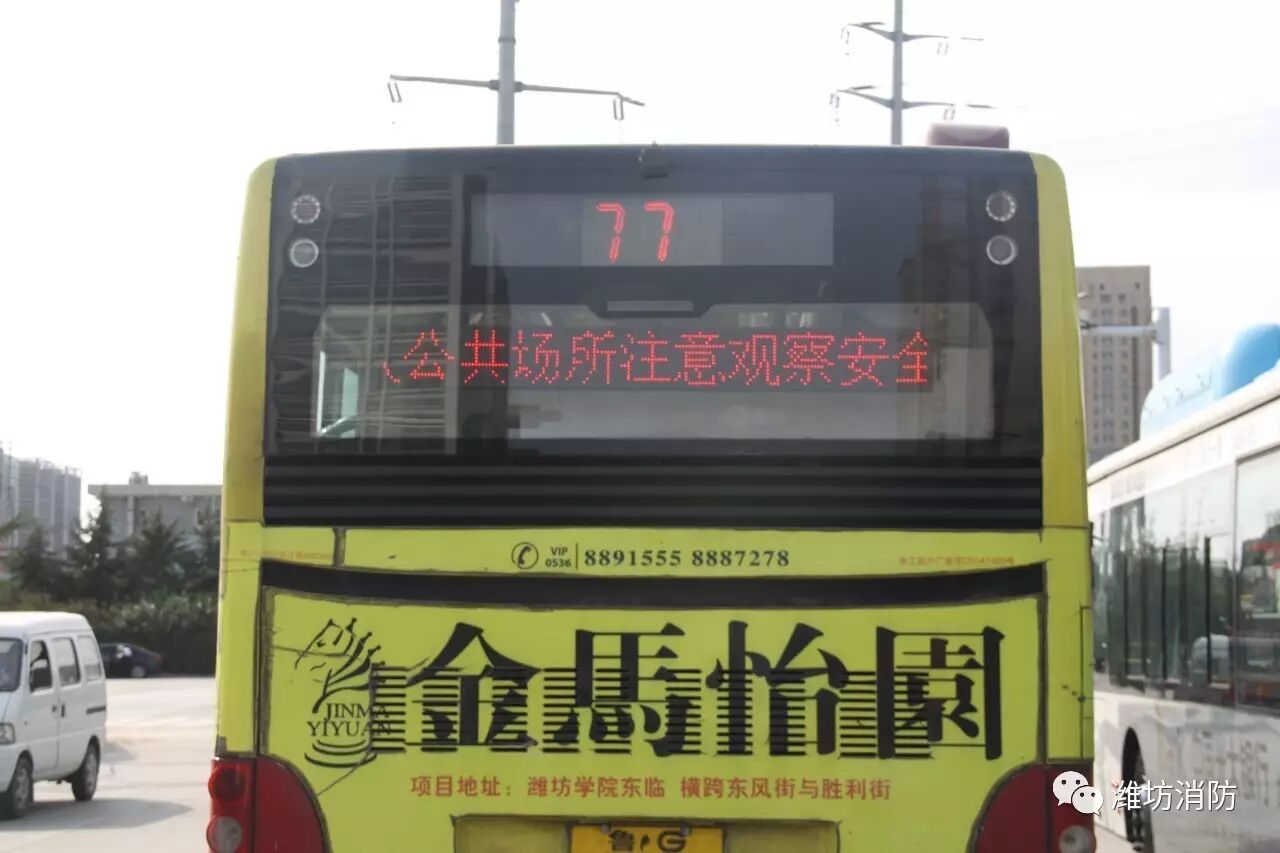 77
公共场所注意观察安全
VIP 0536 8891555 8887278
金馬怡園
JINMA
YIYUAN
项目地址：潍坊学院东临 横跨东风街与胜利街
鲁·G
潍坊消防